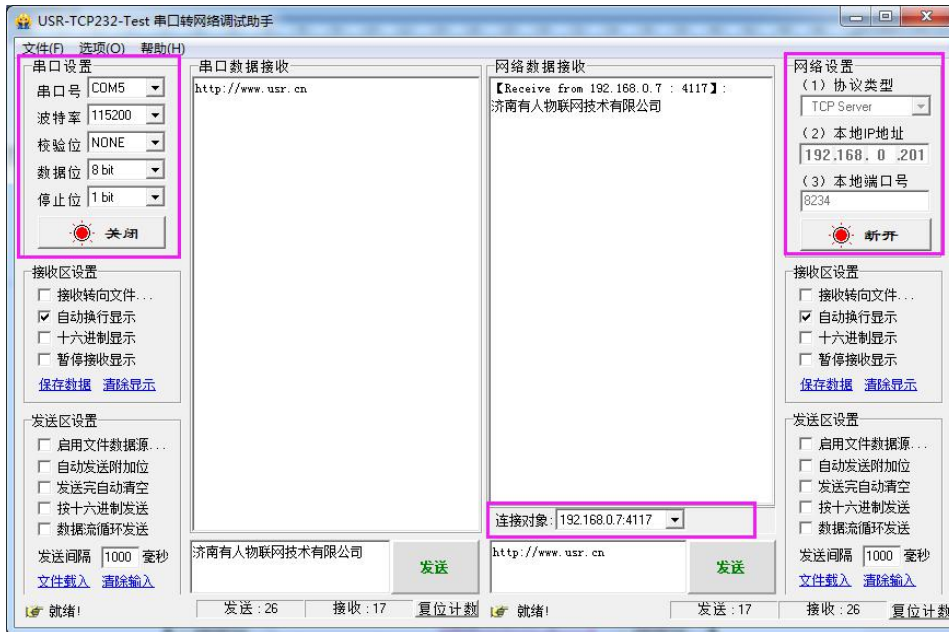 USR-TCP232-Test 串口转网络调试助手
文件(F) 选项(O) 帮助(H)
串口设置
串口号 COM5
波特率 115200
校验位 NONE
数据位 8 bit
停止位 1 bit
关闭
接收区设置
接收转向文件...
自动换行显示
十六进制显示
暂停接收显示
保存数据 清除显示
发送区设置
启用文件数据源...
自动发送附加位
发送完自动清空
按十六进制发送
数据流循环发送
发送间隔 1000 毫秒
文件载入 清除输入
串口数据接收
http://www.usr.cn
济南有人物联网技术有限公司
发送
网络数据接收
【Receive from 192.168.0.7 : 4117】:
济南有人物联网技术有限公司
连接对象: 192.168.0.7:4117
http://www.usr.cn
发送
网络设置
(1) 协议类型
TCP Server
(2) 本地IP地址
192.168. 0 .201
(3) 本地端口号
8234
断开
接收区设置
接收转向文件...
自动换行显示
十六进制显示
暂停接收显示
保存数据 清除显示
发送区设置
启用文件数据源...
自动发送附加位
发送完自动清空
按十六进制发送
数据流循环发送
发送间隔 1000 毫秒
文件载入 清除输入
就绪! 发送:26 接收:17 复位计数
就绪! 发送:17 接收:26 复位计数